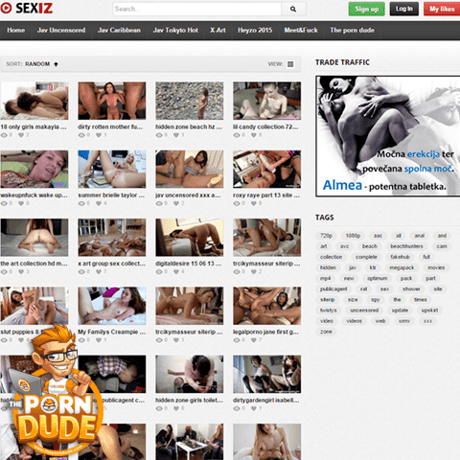 SEXIZ
Search...
Sign up
Log in
My likes
Home
Jav Uncensored
Jav Caribbean
Jav Tokyto Hot
X Art
Heyzo 2015
Meet&Fuck
The porn dude
SORT: RANDOM
VIEW:
TRADE TRAFFIC
18 only girls makayla ...
dirty rotten mother fu...
hidden zone beach hz ...
lil candy collection 72...
wakeupnfuck wake up...
summer brielle taylor ...
jav uncensored xxx a...
roxy raye part 13 site ...
the art collection hd m...
x art group sex collect...
digitaldesire 15 06 13 ...
trcikymasseur siterip ...
slut puppies 8 ...
My Familys Creampie ...
trcikymasseur siterip ...
legalporno jane first g...
publicagent c...
hidden zone girls toilet...
dirtygardengirl isabell...
Močna erekcija ter
povečana spolna moč.
Almea - potentna tabletka.
TAGS
720p 1080p aac all anal and
art avc beach beachhunters cam
collection complete fakehub full
hidden jav ktr megapack movies
mp4 new optimum pack part
publicagent rat sex shower site
siterip size spy the times
twistys uncensored update upskirt
video videos web wmv xxx
zone
THE
PORN
DUDE